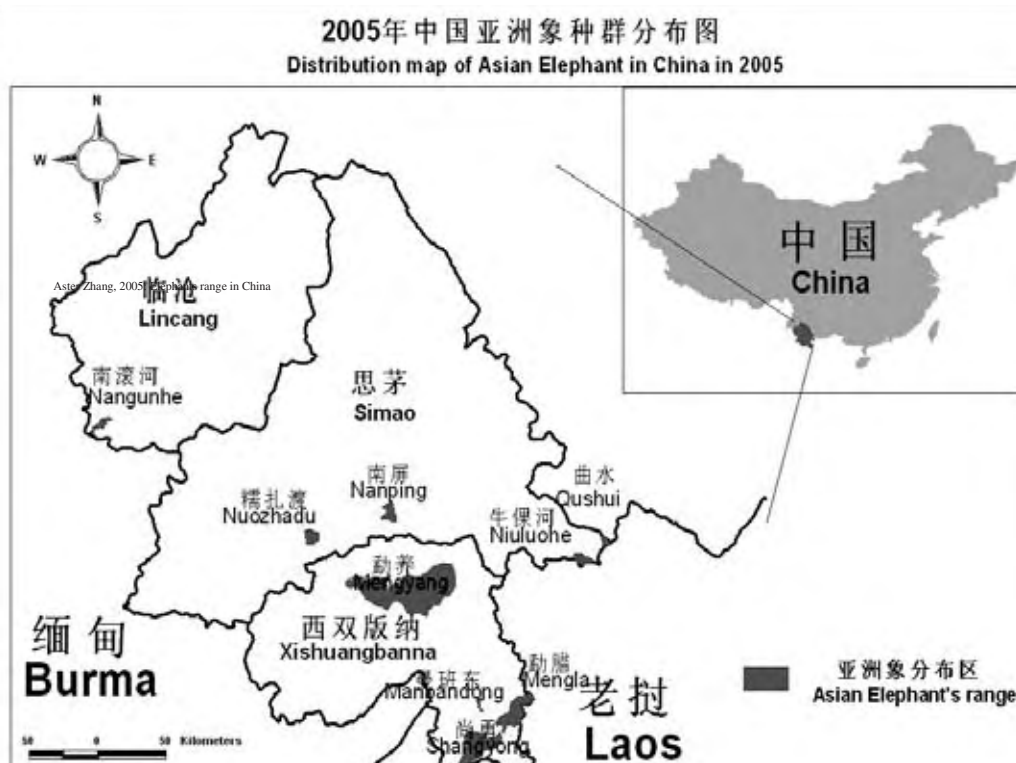 2005年中国亚洲象种群分布图
Distribution map of Asian Elephant in China in 2005
N
W
E
S
中国
China
Aster Zhang, 2005, Elephant's range in China
临沧
Lincang
南滚河
Nangunhe
思茅
Simao
南屏
Nanping
曲水
Qushui
糯扎渡
Nuozhadu
牛倮河
Niuluohe
勐养
Mengyang
缅甸
Burma
西双版纳
Xishuangbanna
勐腊
Mengla
班东
Manbandong
老挝
Laos
尚勇
Shangyong
亚洲象分布区
Asian Elephant's range
50 0 50 Kilometers